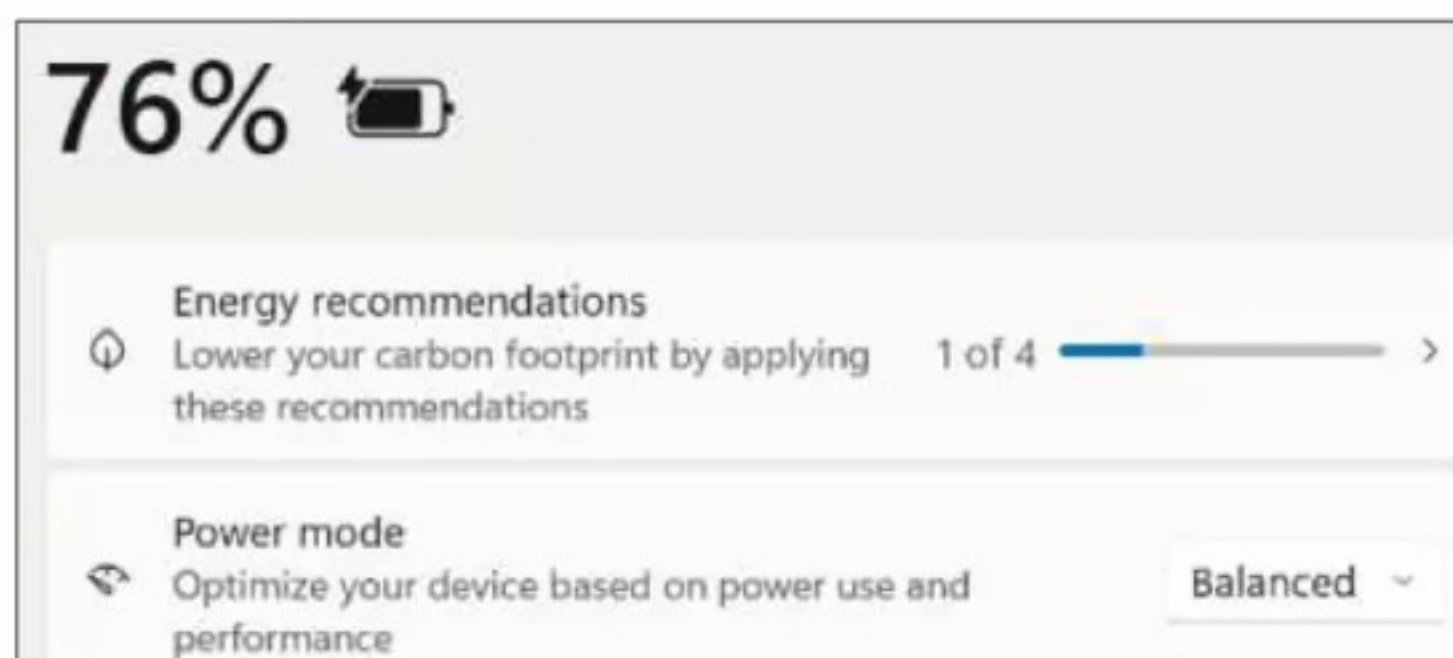 76%
Energy recommendations
Lower your carbon footprint by applying
these recommendations
1 of 4
Power mode
Optimize your device based on power use and
performance
Balanced